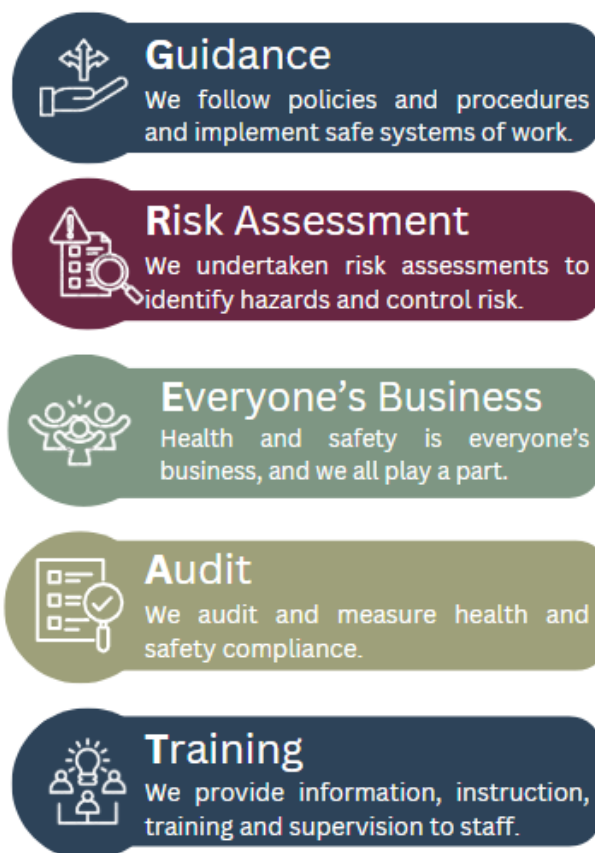 Guidance
We follow policies and procedures
and implement safe systems of work.
Risk Assessment
We undertaken risk assessments to
identify hazards and control risk.
Everyone’s Business
Health and safety is everyone’s
business, and we all play a part.
Audit
We audit and measure health and
safety compliance.
Training
We provide information, instruction,
training and supervision to staff.